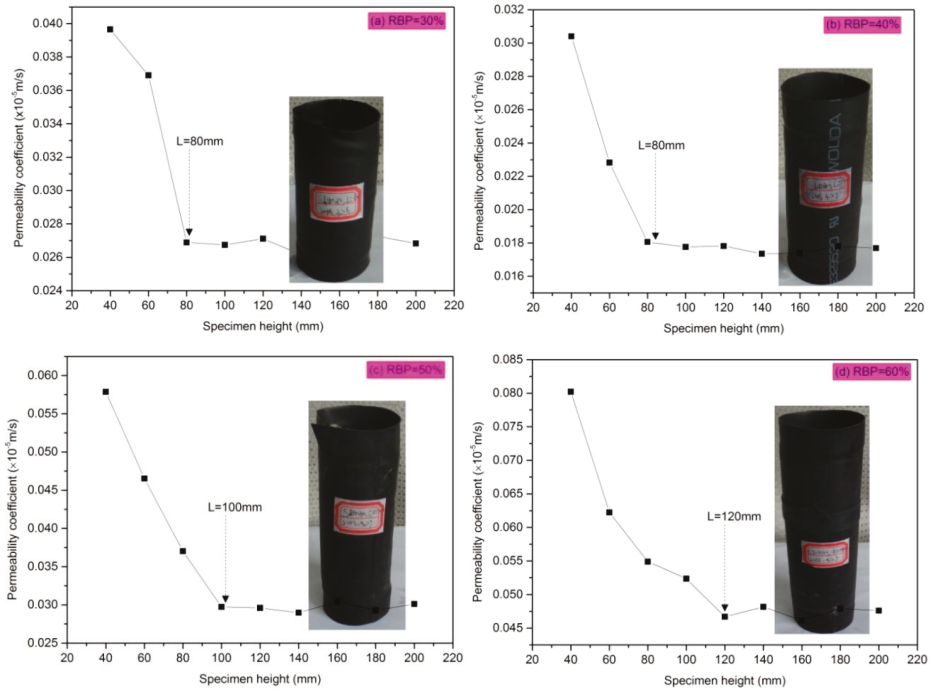 (a) RBP=30%
Permeability coefficient (x10⁻⁵m/s)
0.040
0.038
0.036
0.034
0.032
0.030
0.028
0.026
0.024
L=80mm
20 40 60 80 100 120 140 160 180 200 220
Specimen height (mm)
(b) RBP=40%
Permeability coefficient (×10⁻⁵m/s)
0.032
0.030
0.028
0.026
0.024
0.022
0.020
0.018
0.016
L=80mm
20 40 60 80 100 120 140 160 180 200 220
Specimen height (mm)
(c) RBP=50%
Permeability coefficient (×10⁻⁵m/s)
0.060
0.055
0.050
0.045
0.040
0.035
0.030
0.025
L=100mm
20 40 60 80 100 120 140 160 180 200 220
Specimen height (mm)
(d) RBP=60%
Permeability coefficient (×10⁻⁵m/s)
0.085
0.080
0.075
0.070
0.065
0.060
0.055
0.050
0.045
L=120mm
20 40 60 80 100 120 140 160 180 200 220
Specimen height (mm)